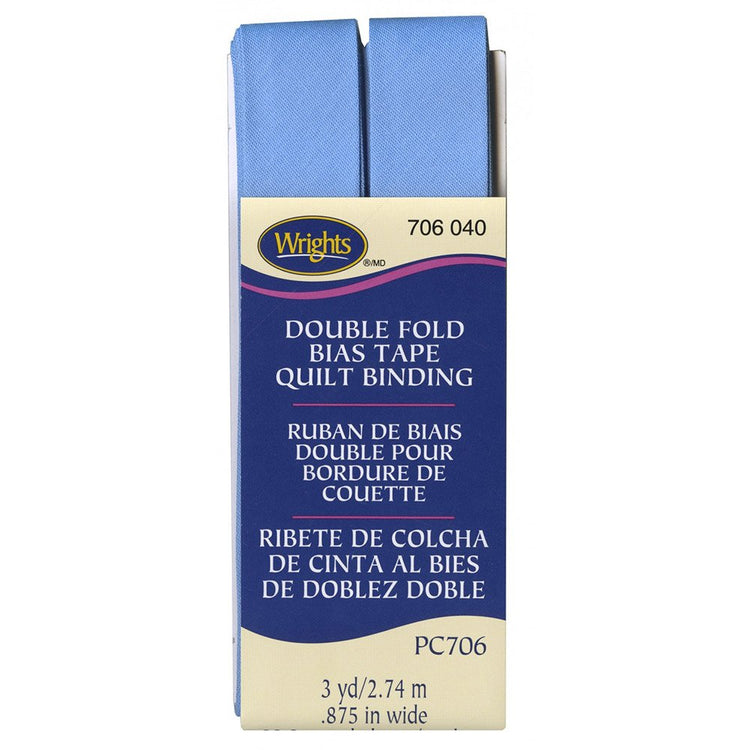 706 040
Wrights
®/MD
DOUBLE FOLD
BIAS TAPE
QUILT BINDING
RUBAN DE BIAIS
DOUBLE POUR
BORDURE DE
COUETTE
RIBETE DE COLCHA
DE CINTA AL BIES
DE DOBLEZ DOBLE
PC706
3 yd/2.74 m
.875 in wide